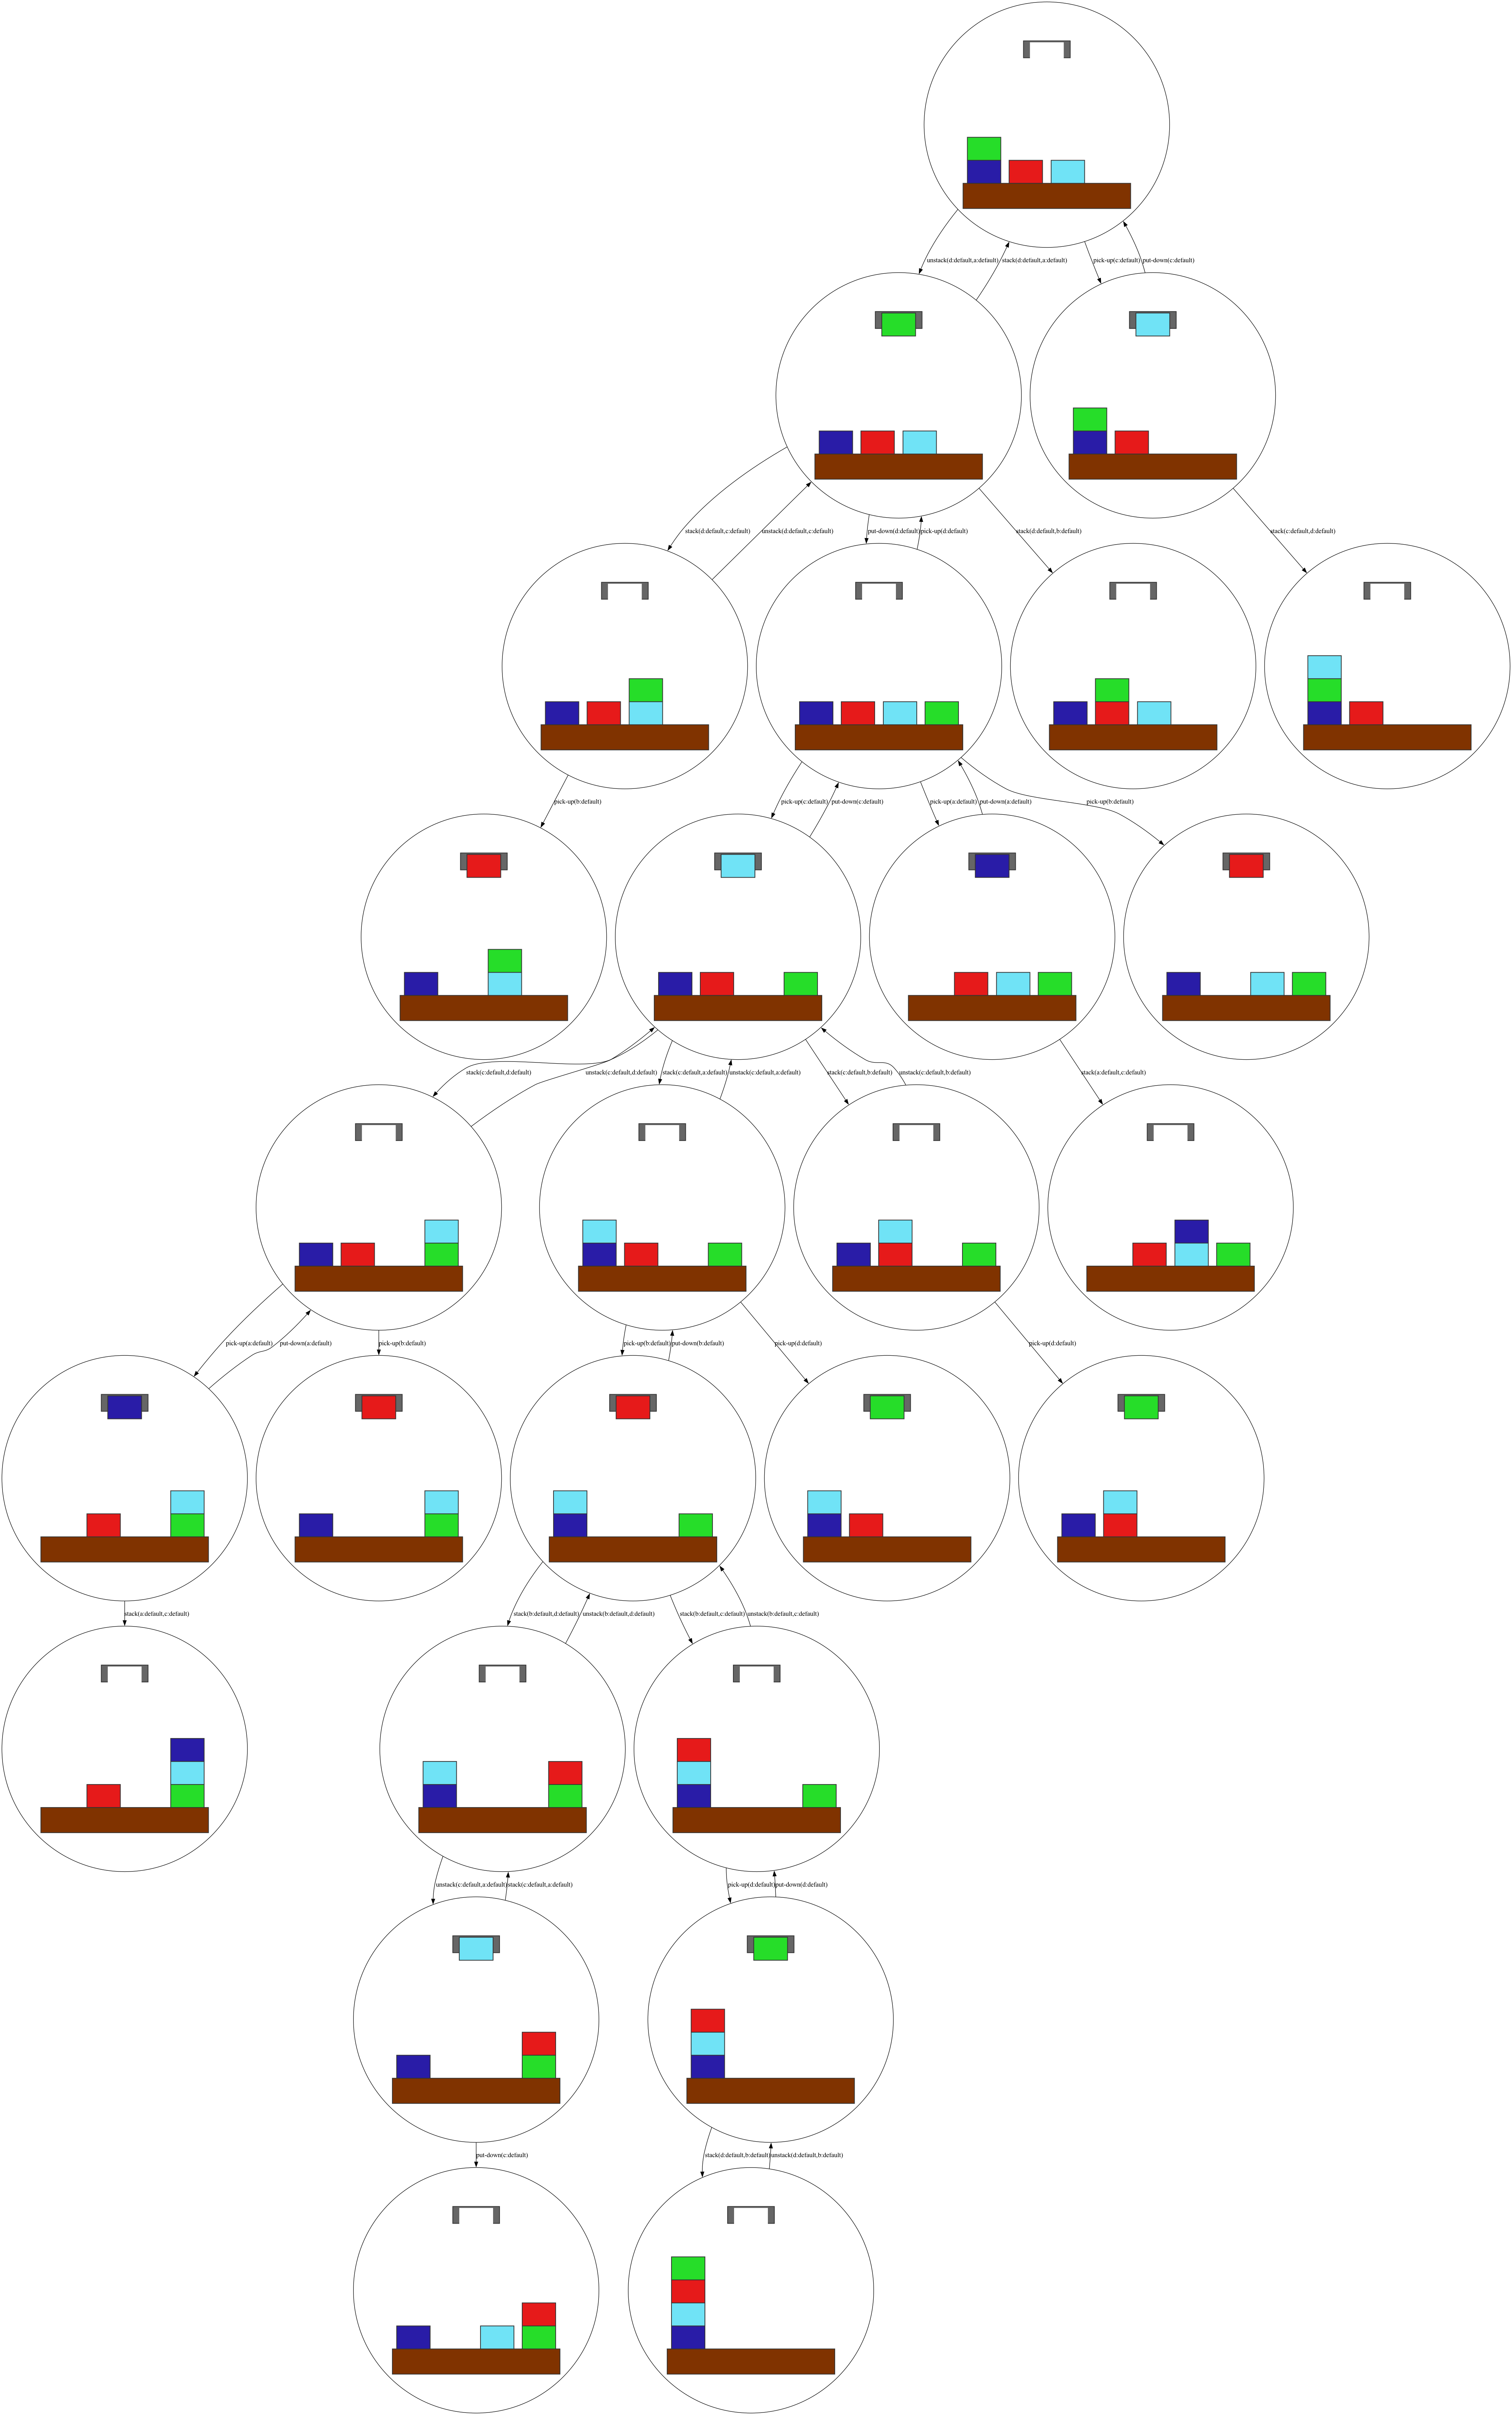 unstack(d:default,a:default)
stack(d:default,a:default)
pick-up(c:default)
put-down(c:default)
stack(d:default,c:default)
unstack(d:default,c:default)
put-down(d:default)
pick-up(d:default)
stack(d:default,b:default)
stack(c:default,d:default)
pick-up(b:default)
pick-up(c:default)
put-down(c:default)
pick-up(a:default)
put-down(a:default)
pick-up(b:default)
stack(c:default,d:default)
unstack(c:default,d:default)
stack(c:default,a:default)
unstack(c:default,a:default)
stack(c:default,b:default)
unstack(c:default,b:default)
stack(a:default,c:default)
pick-up(a:default)
put-down(a:default)
pick-up(b:default)
pick-up(b:default)
put-down(b:default)
pick-up(d:default)
pick-up(d:default)
stack(a:default,c:default)
stack(b:default,d:default)
unstack(b:default,d:default)
stack(b:default,c:default)
unstack(b:default,c:default)
unstack(c:default,a:default)
stack(c:default,a:default)
pick-up(d:default)
put-down(d:default)
put-down(c:default)
stack(d:default,b:default)
unstack(d:default,b:default)